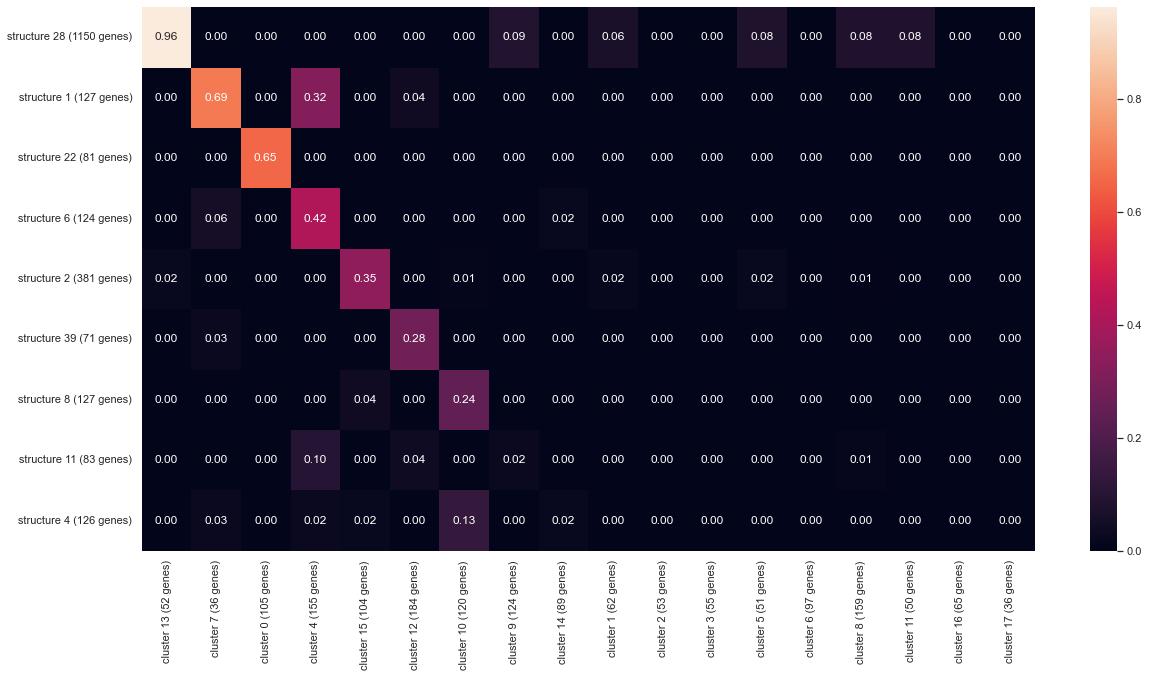 structure 28 (1150 genes) 0.96 0.00 0.00 0.00 0.00 0.00 0.00 0.09 0.00 0.06 0.00 0.00 0.08 0.00 0.08 0.08 0.00 0.00
structure 1 (127 genes) 0.00 0.69 0.00 0.32 0.00 0.04 0.00 0.00 0.00 0.00 0.00 0.00 0.00 0.00 0.00 0.00 0.00 0.00
0.8
structure 22 (81 genes) 0.00 0.00 0.65 0.00 0.00 0.00 0.00 0.00 0.00 0.00 0.00 0.00 0.00 0.00 0.00 0.00 0.00 0.00
0.6
structure 6 (124 genes) 0.00 0.06 0.00 0.42 0.00 0.00 0.00 0.00 0.02 0.00 0.00 0.00 0.00 0.00 0.00 0.00 0.00 0.00
structure 2 (381 genes) 0.02 0.00 0.00 0.00 0.35 0.00 0.01 0.00 0.00 0.02 0.00 0.00 0.02 0.00 0.01 0.00 0.00 0.00
0.4
structure 39 (71 genes) 0.00 0.03 0.00 0.00 0.00 0.28 0.00 0.00 0.00 0.00 0.00 0.00 0.00 0.00 0.00 0.00 0.00 0.00
structure 8 (127 genes) 0.00 0.00 0.00 0.00 0.04 0.00 0.24 0.00 0.00 0.00 0.00 0.00 0.00 0.00 0.00 0.00 0.00 0.00
0.2
structure 11 (83 genes) 0.00 0.00 0.00 0.10 0.00 0.04 0.00 0.02 0.00 0.00 0.00 0.00 0.00 0.00 0.01 0.00 0.00 0.00
structure 4 (126 genes) 0.00 0.03 0.00 0.02 0.02 0.00 0.13 0.00 0.02 0.00 0.00 0.00 0.00 0.00 0.00 0.00 0.00 0.00
0.0
cluster 13 (52 genes)
cluster 7 (36 genes)
cluster 0 (105 genes)
cluster 4 (155 genes)
cluster 15 (104 genes)
cluster 12 (184 genes)
cluster 10 (120 genes)
cluster 9 (124 genes)
cluster 14 (89 genes)
cluster 1 (62 genes)
cluster 2 (53 genes)
cluster 3 (55 genes)
cluster 5 (51 genes)
cluster 6 (97 genes)
cluster 8 (159 genes)
cluster 11 (50 genes)
cluster 16 (65 genes)
cluster 17 (36 genes)